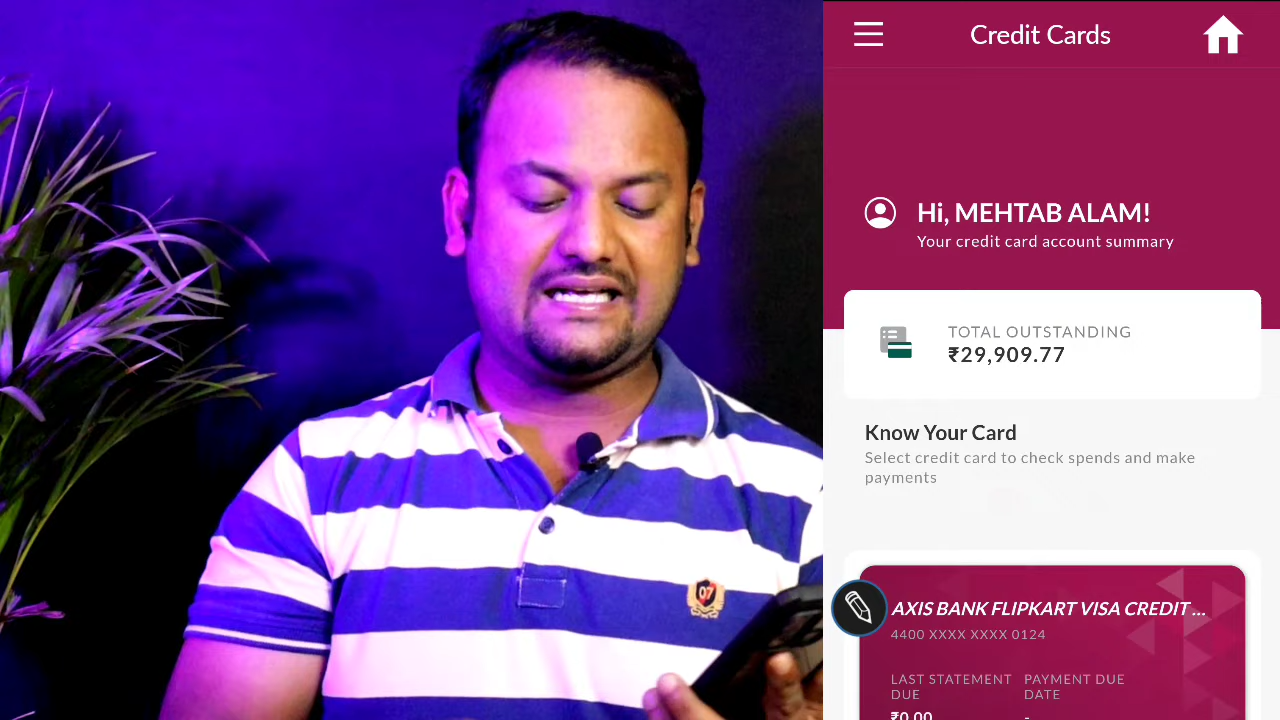 Credit Cards
Hi, MEHTAB ALAM!
Your credit card account summary
TOTAL OUTSTANDING
₹29,909.77
Know Your Card
Select credit card to check spends and make
payments
AXIS BANK FLIPKART VISA CREDIT ...
4400 XXXX XXXX 0124
LAST STATEMENT DUE
PAYMENT DUE DATE
₹0.00
-
07